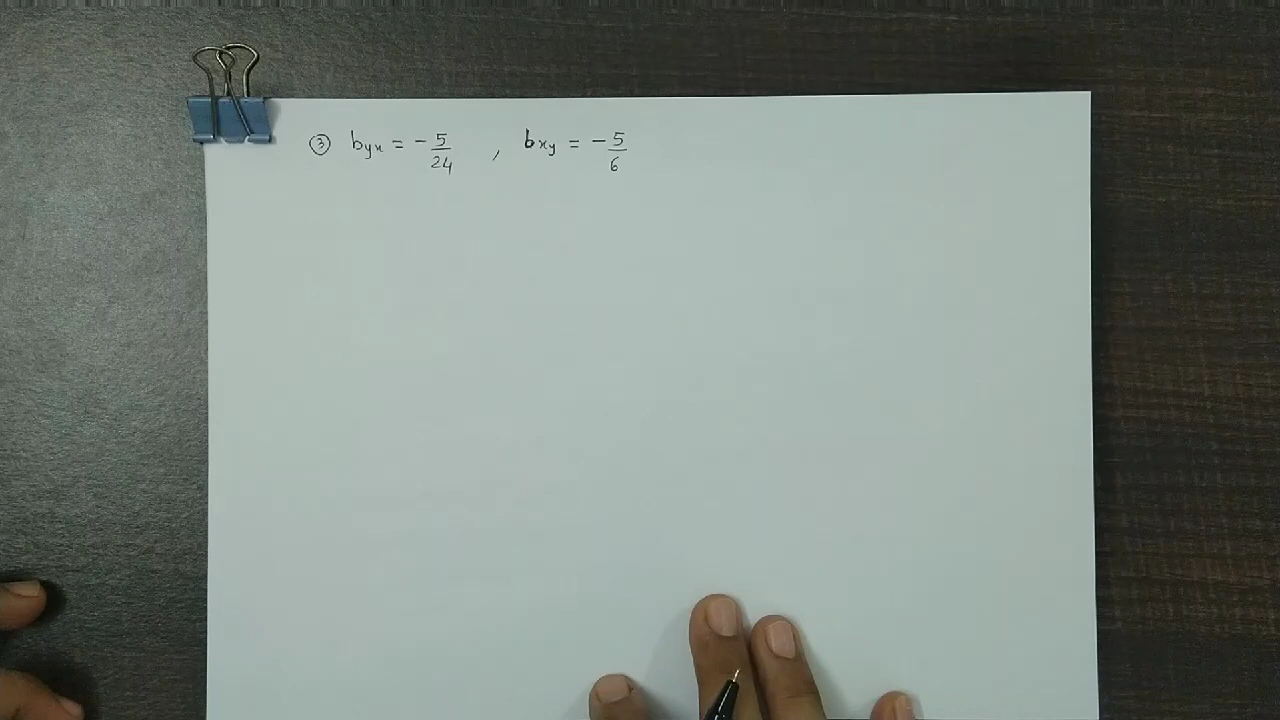 ③ byx = -5/24 , bxy = -5/6